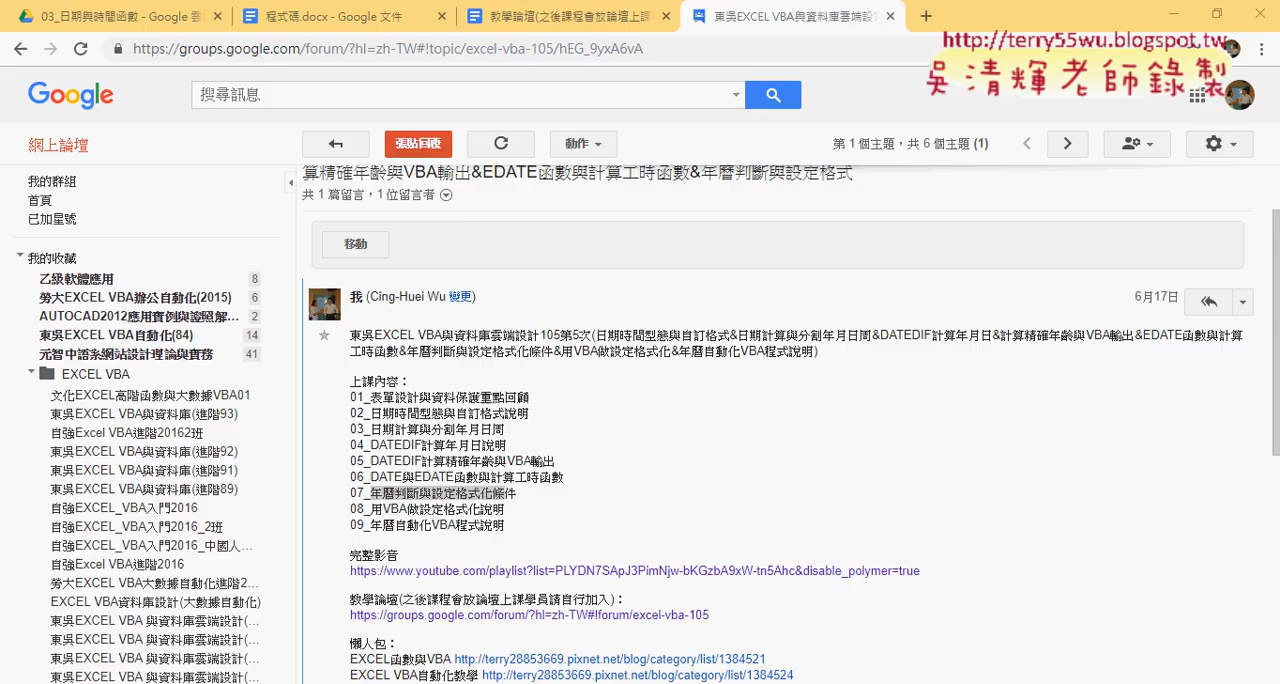 03_日期與時間函數 - Google 雲
程式碼.docx - Google 文件
教學論壇(之後課程會放論壇上課
東吳EXCEL VBA與資料庫雲端設
https://groups.google.com/forum/?hl=zh-TW#!topic/excel-vba-105/hEG_9yxA6vA
http://terry55wu.blogspot.tw
吳清輝老師錄製
Google
搜尋訊息
網上論壇
張貼回覆
動作
第 1 個主題，共 6 個主題 (1)
我的群組
首頁
已加星號
我的收藏
乙級軟體應用 8
勞大EXCEL VBA辦公自動化(2015) 6
AUTOCAD2012應用實例與證照解... 2
東吳EXCEL VBA自動化(84) 14
元智中語系網站設計理論與實務 41
EXCEL VBA
文化EXCEL高階函數與大數據VBA01
東吳EXCEL VBA與資料庫(進階93)
自強Excel VBA進階20162班
東吳EXCEL VBA與資料庫(進階92)
東吳EXCEL VBA與資料庫(進階91)
東吳EXCEL VBA與資料庫(進階89)
自強EXCEL_VBA入門2016
自強EXCEL_VBA入門2016_2班
自強EXCEL_VBA入門2016_中國人...
自強Excel VBA進階2016
勞大EXCEL VBA大數據自動化進階2...
EXCEL VBA資料庫設計(大數據自動化)
東吳EXCEL VBA 與資料庫雲端設計(...
東吳EXCEL VBA 與資料庫雲端設計(...
東吳EXCEL VBA 與資料庫雲端設計(...
東吳EXCEL VBA 與資料庫雲端設計(...
算精確年齡與VBA輸出&EDATE函數與計算工時函數&年曆判斷與設定格式
共 1 篇留言，1 位留言者
移動
我 (Cing-Huei Wu 變更)
6月17日
東吳EXCEL VBA與資料庫雲端設計105第5次(日期時間型態與自訂格式&日期計算與分割年月日周&DATEDIF計算年月日&計算精確年齡與VBA輸出&EDATE函數與計算
工時函數&年曆判斷與設定格式化條件&用VBA做設定格式化&年曆自動化VBA程式說明)
上課內容：
01_表單設計與資料保護重點回顧
02_日期時間型態與自訂格式說明
03_日期計算與分割年月日周
04_DATEDIF計算年月日說明
05_DATEDIF計算精確年齡與VBA輸出
06_DATE與EDATE函數與計算工時函數
07_年曆判斷與設定格式化條件
08_用VBA做設定格式化說明
09_年曆自動化VBA程式說明
完整影音
https://www.youtube.com/playlist?list=PLYDN7SApJ3PimNjw-bKGzbA9xW-tn5Ahc&disable_polymer=true
教學論壇(之後課程會放論壇上課學員請自行加入)：
https://groups.google.com/forum/?hl=zh-TW#!forum/excel-vba-105
懶人包：
EXCEL函數與VBA http://terry28853669.pixnet.net/blog/category/list/1384521
EXCEL VBA自動化教學 http://terry28853669.pixnet.net/blog/category/list/1384524